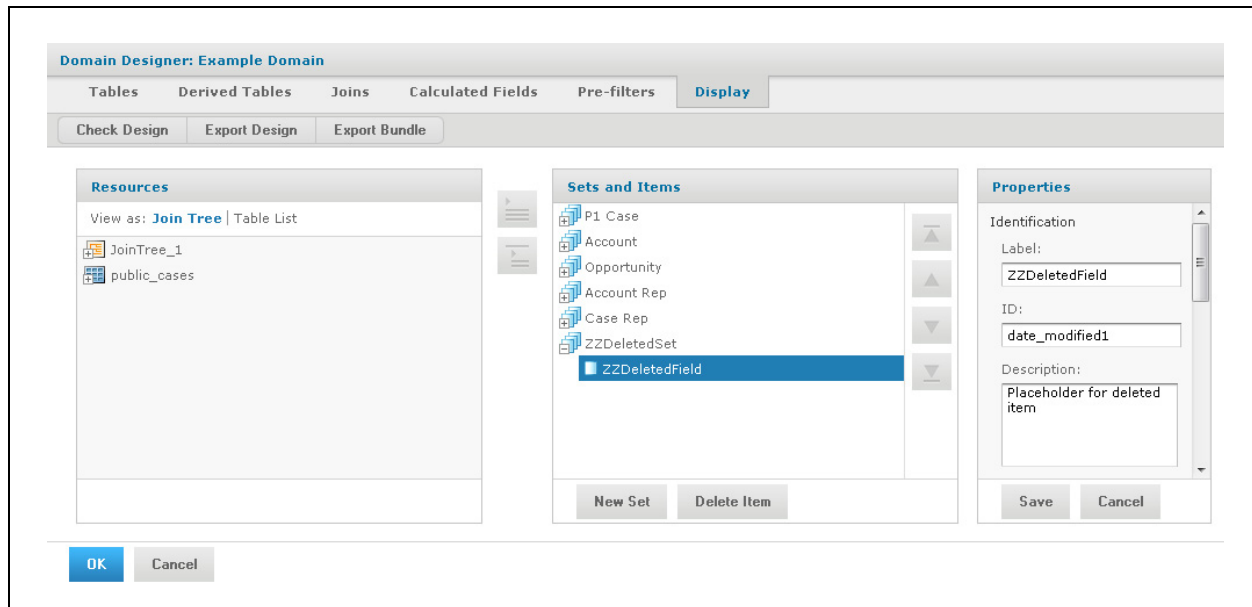 Domain Designer: Example Domain
Tables Derived Tables Joins Calculated Fields Pre-filters Display
Check Design Export Design Export Bundle
Resources
View as: Join Tree | Table List
JoinTree_1
public_cases
Sets and Items
P1 Case
Account
Opportunity
Account Rep
Case Rep
ZZDeletedSet
ZZDeletedField
New Set Delete Item
Properties
Identification
Label:
ZZDeletedField
ID:
date_modified1
Description:
Placeholder for deleted
item
Save Cancel
OK Cancel